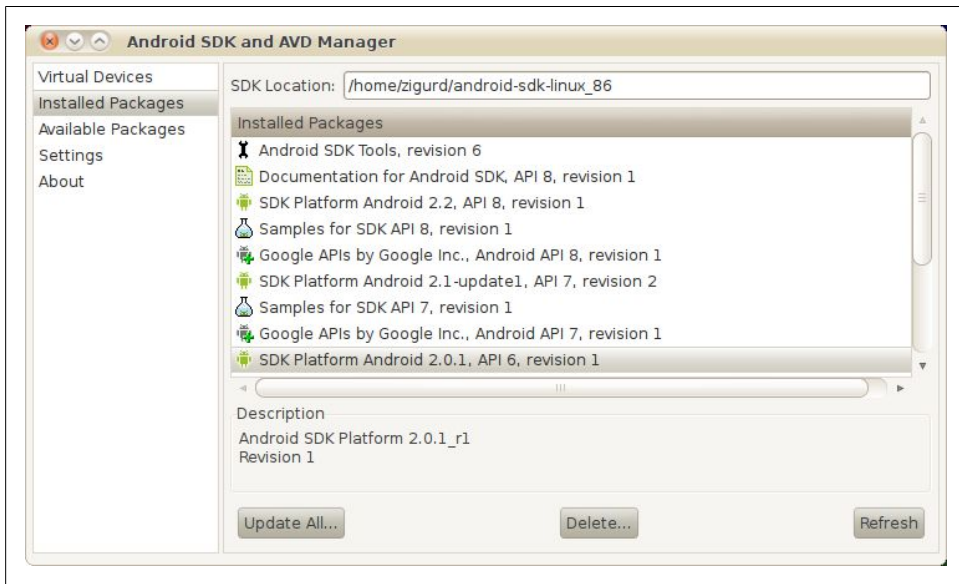 Android SDK and AVD Manager
Virtual Devices
Installed Packages
Available Packages
Settings
About
SDK Location: /home/zigurd/android-sdk-linux_86
Installed Packages
Android SDK Tools, revision 6
Documentation for Android SDK, API 8, revision 1
SDK Platform Android 2.2, API 8, revision 1
Samples for SDK API 8, revision 1
Google APIs by Google Inc., Android API 8, revision 1
SDK Platform Android 2.1-update1, API 7, revision 2
Samples for SDK API 7, revision 1
Google APIs by Google Inc., Android API 7, revision 1
SDK Platform Android 2.0.1, API 6, revision 1
Description
Android SDK Platform 2.0.1_r1
Revision 1
Update All...
Delete...
Refresh